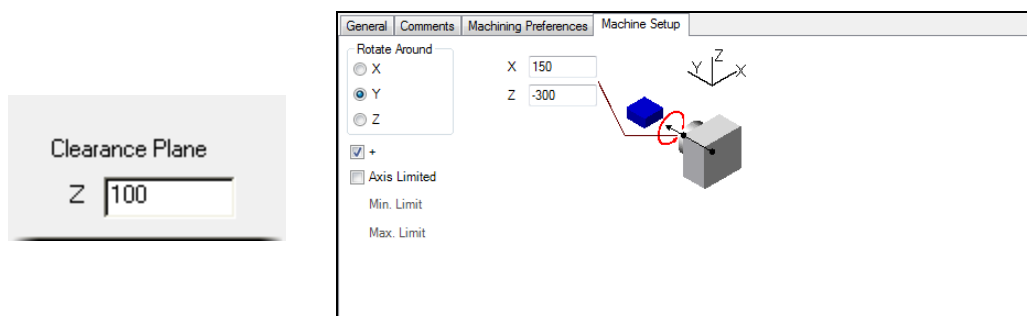 Clearance Plane
Z 100
General Comments Machining Preferences Machine Setup
Rotate Around
X
Y
Z
+
Axis Limited
Min. Limit
Max. Limit
X 150
Z -300
Z
Y X